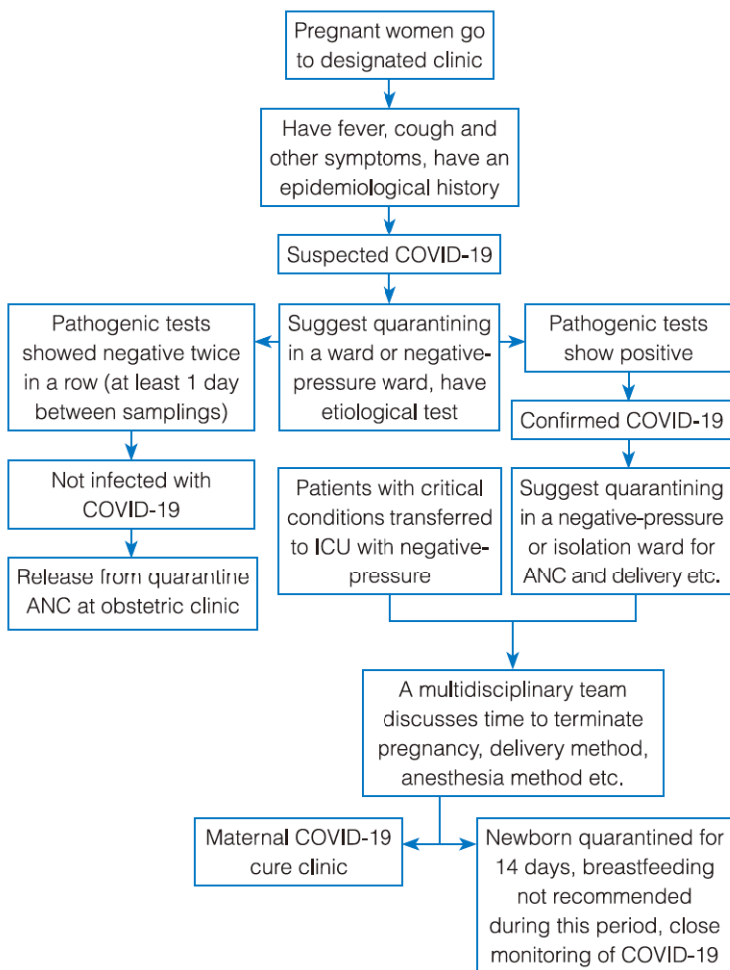 Pregnant women go
to designated clinic
Have fever, cough and
other symptoms, have an
epidemiological history
Suspected COVID-19
Pathogenic tests
showed negative twice
in a row (at least 1 day
between samplings)
Suggest quarantining
in a ward or negative-
pressure ward, have
etiological test
Pathogenic tests
show positive
Confirmed COVID-19
Not infected with
COVID-19
Patients with critical
conditions transferred
to ICU with negative-
pressure
Suggest quarantining
in a negative-pressure
or isolation ward for
ANC and delivery etc.
Release from quarantine
ANC at obstetric clinic
A multidisciplinary team
discusses time to terminate
pregnancy, delivery method,
anesthesia method etc.
Maternal COVID-19
cure clinic
Newborn quarantined for
14 days, breastfeeding
not recommended
during this period, close
monitoring of COVID-19